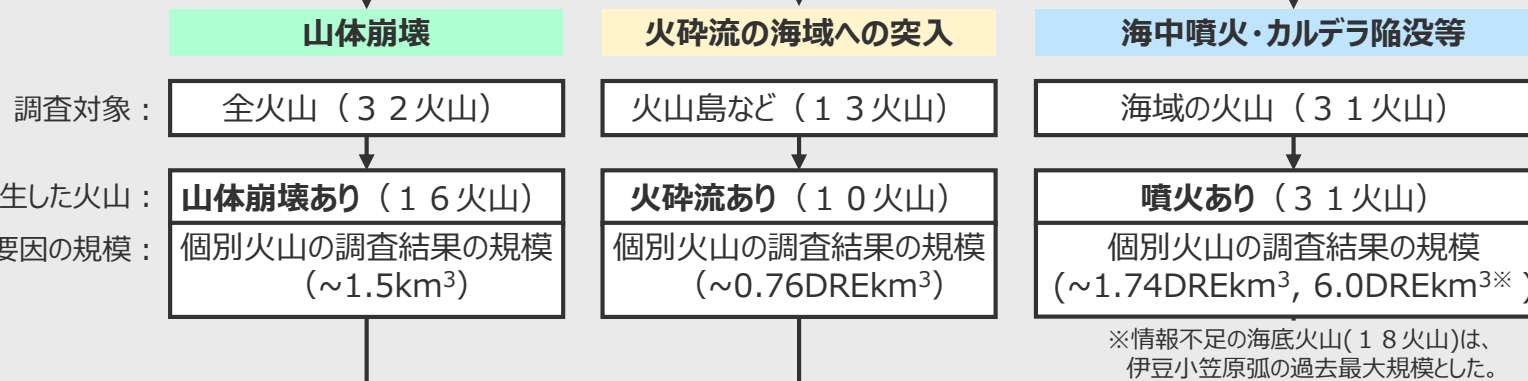 山体崩壊
火砕流の海域への突入
海中噴火・カルデラ陥没等
調査対象：
全火山（３２火山）
火山島など（１３火山）
海域の火山（３１火山）
生した火山：
山体崩壊あり（１６火山）
火砕流あり（１０火山）
噴火あり（３１火山）
要因の規模：
個別火山の調査結果の規模
（~1.5km³）
個別火山の調査結果の規模
（~0.76DREkm³）
個別火山の調査結果の規模
(~1.74DREkm³, 6.0DREkm³※ )
※情報不足の海底火山(１８火山)は、
伊豆小笠原弧の過去最大規模とした。